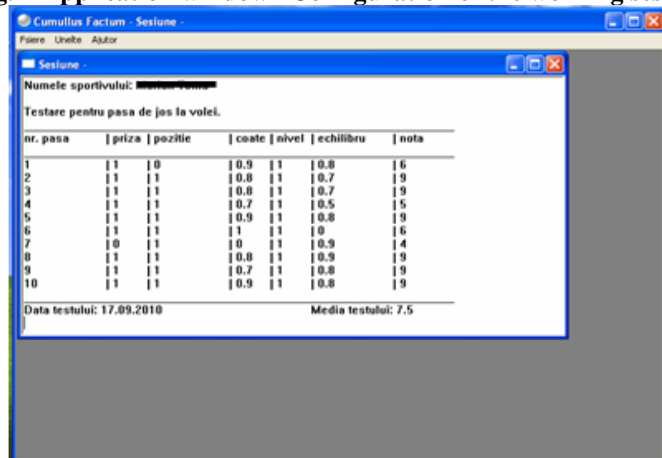 Cumullus Factum - Sesiune -
Fsiere Unelte Ajutor
Sesiune -
Numele sportivului:
Testare pentru pasa de jos la volei.
nr. pasa | priza | pozitie | coate | nivel | echilibru | nota
1 | 1 | 0 | 0.9 | 1 | 0.8 | 6
2 | 1 | 1 | 0.8 | 1 | 0.7 | 9
3 | 1 | 1 | 0.8 | 1 | 0.7 | 9
4 | 1 | 1 | 0.7 | 1 | 0.5 | 5
5 | 1 | 1 | 0.9 | 1 | 0.8 | 9
6 | 1 | 1 | 1 | 1 | 0 | 6
7 | 0 | 1 | 0 | 1 | 0.9 | 4
8 | 1 | 1 | 0.8 | 1 | 0.9 | 9
9 | 1 | 1 | 0.7 | 1 | 0.8 | 9
10 | 1 | 1 | 0.9 | 1 | 0.8 | 9
Data testului: 17.09.2010 Media testului: 7.5